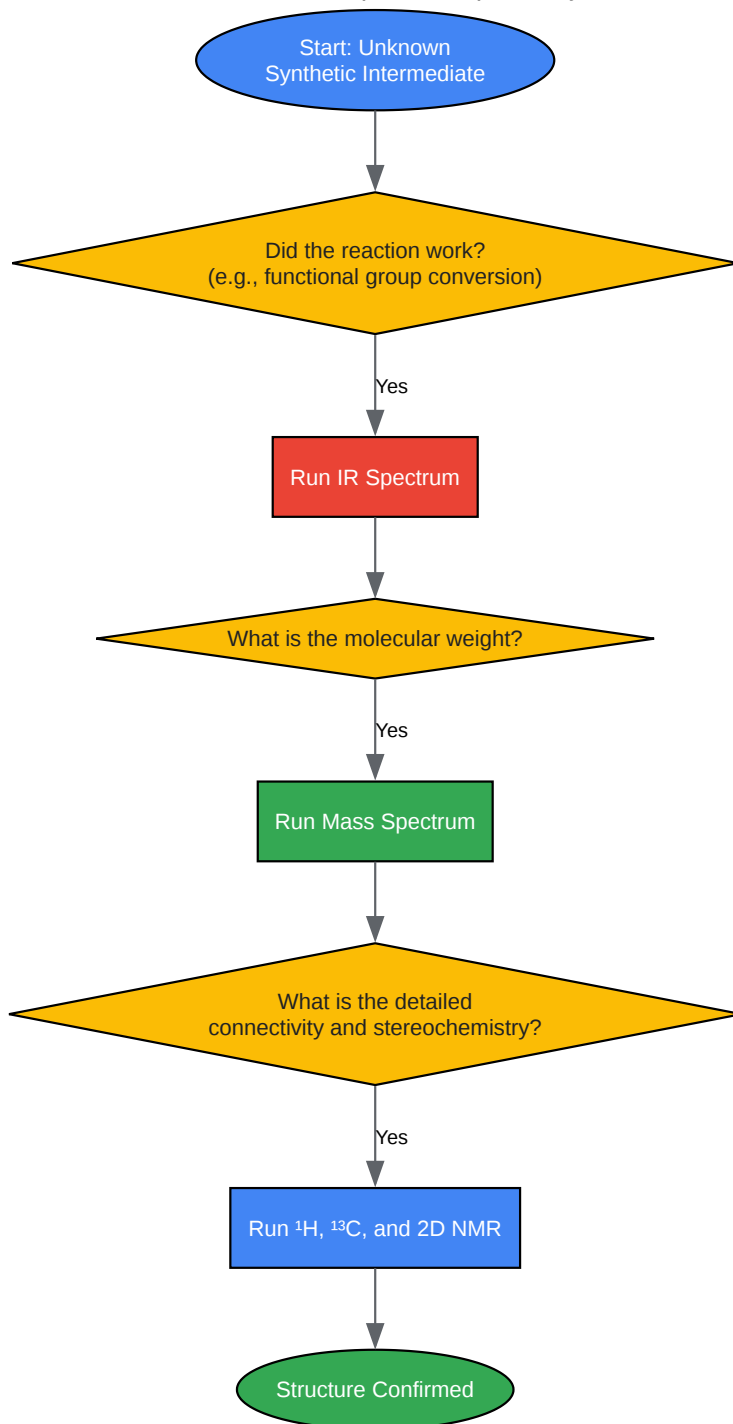 Start: Unknown
Synthetic Intermediate
Did the reaction work?
(e.g., functional group conversion)
Yes
Run IR Spectrum
What is the molecular weight?
Yes
Run Mass Spectrum
What is the detailed
connectivity and stereochemistry?
Yes
Run ¹H, ¹³C, and 2D NMR
Structure Confirmed